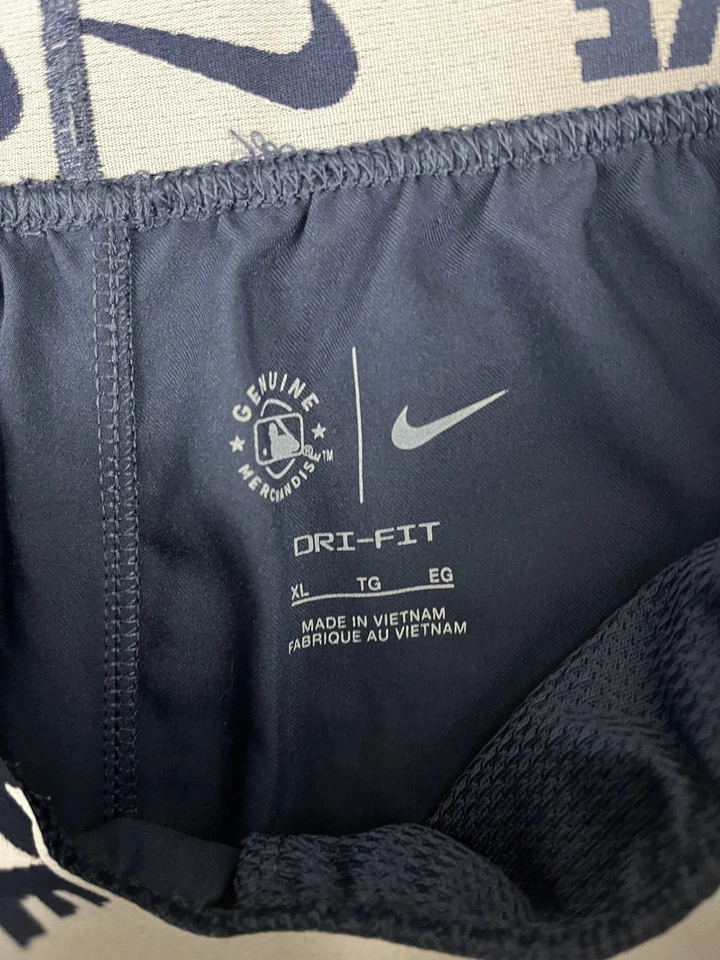 GENUINE
MERCHANDISE™
®
DRI-FIT
XL TG EG
MADE IN VIETNAM
FABRIQUE AU VIETNAM